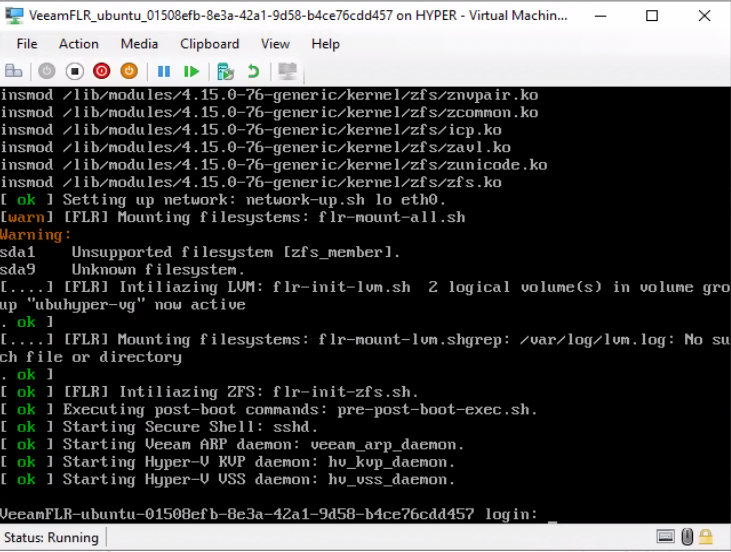 VeeamFLR_ubuntu_01508efb-8e3a-42a1-9d58-b4ce76cdd457 on HYPER - Virtual Machin...
File Action Media Clipboard View Help
insmod /lib/modules/4.15.0-76-generic/kernel/zfs/znvpair.ko
insmod /lib/modules/4.15.0-76-generic/kernel/zfs/zcommon.ko
insmod /lib/modules/4.15.0-76-generic/kernel/zfs/icp.ko
insmod /lib/modules/4.15.0-76-generic/kernel/zfs/zavl.ko
insmod /lib/modules/4.15.0-76-generic/kernel/zfs/zunicode.ko
insmod /lib/modules/4.15.0-76-generic/kernel/zfs/zfs.ko
[ ok ] Setting up network: network-up.sh lo eth0.
[warn] [FLR] Mounting filesystems: flr-mount-all.sh
Warning:
sda1    Unsupported filesystem [zfs_member].
sda9    Unknown filesystem.
[....] [FLR] Intiliazing LVM: flr-init-lvm.sh  2 logical volume(s) in volume gro
up "ubuhyper-vg" now active
. ok ]
[....] [FLR] Mounting filesystems: flr-mount-lvm.shgrep: /var/log/lvm.log: No su
ch file or directory
. ok ]
[ ok ] [FLR] Intiliazing ZFS: flr-init-zfs.sh.
[ ok ] Executing post-boot commands: pre-post-boot-exec.sh.
[ ok ] Starting Secure Shell: sshd.
[ ok ] Starting Veeam ARP daemon: veeam_arp_daemon.
[ ok ] Starting Hyper-V KVP daemon: hv_kvp_daemon.
[ ok ] Starting Hyper-V VSS daemon: hv_vss_daemon.
VeeamFLR-ubuntu-01508efb-8e3a-42a1-9d58-b4ce76cdd457 login: _
Status: Running